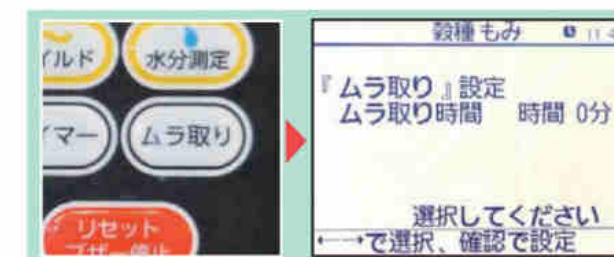 イルド
水分測定
イマー
ムラ取り
リセット
ブザー停止
穀種 もみ
『ムラ取り』設定
ムラ取り時間 時間 0分
選択してください
←→で選択、確認で設定